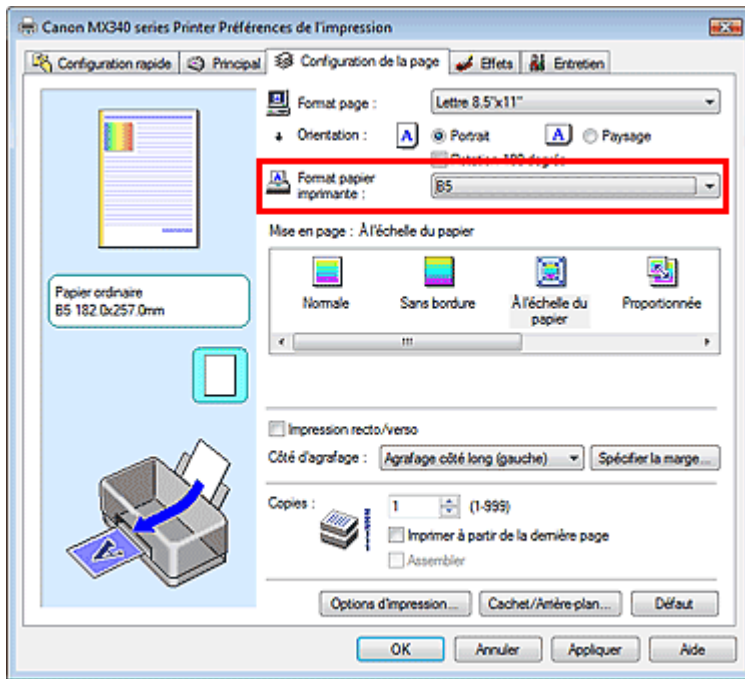 Canon MX340 series Printer Préférences de l'impression
Configuration rapide Principal Configuration de la page Effets Entretien
Format page : Lettre 8.5"x11"
Orientation : A Portrait A Paysage
Rotation 180 degrés
Format papier
imprimante : B5
Mise en page : À l'échelle du papier
Normale Sans bordure À l'échelle du
papier Proportionnée
Papier ordinaire
B5 182.0x257.0mm
Impression recto/verso
Côté d'agrafage : Agrafage côté long (gauche) Spécifier la marge...
Copies : 1 (1-999)
Imprimer à partir de la dernière page
Assembler
Options d'impression... Cachet/Arrière-plan... Défaut
OK Annuler Appliquer Aide